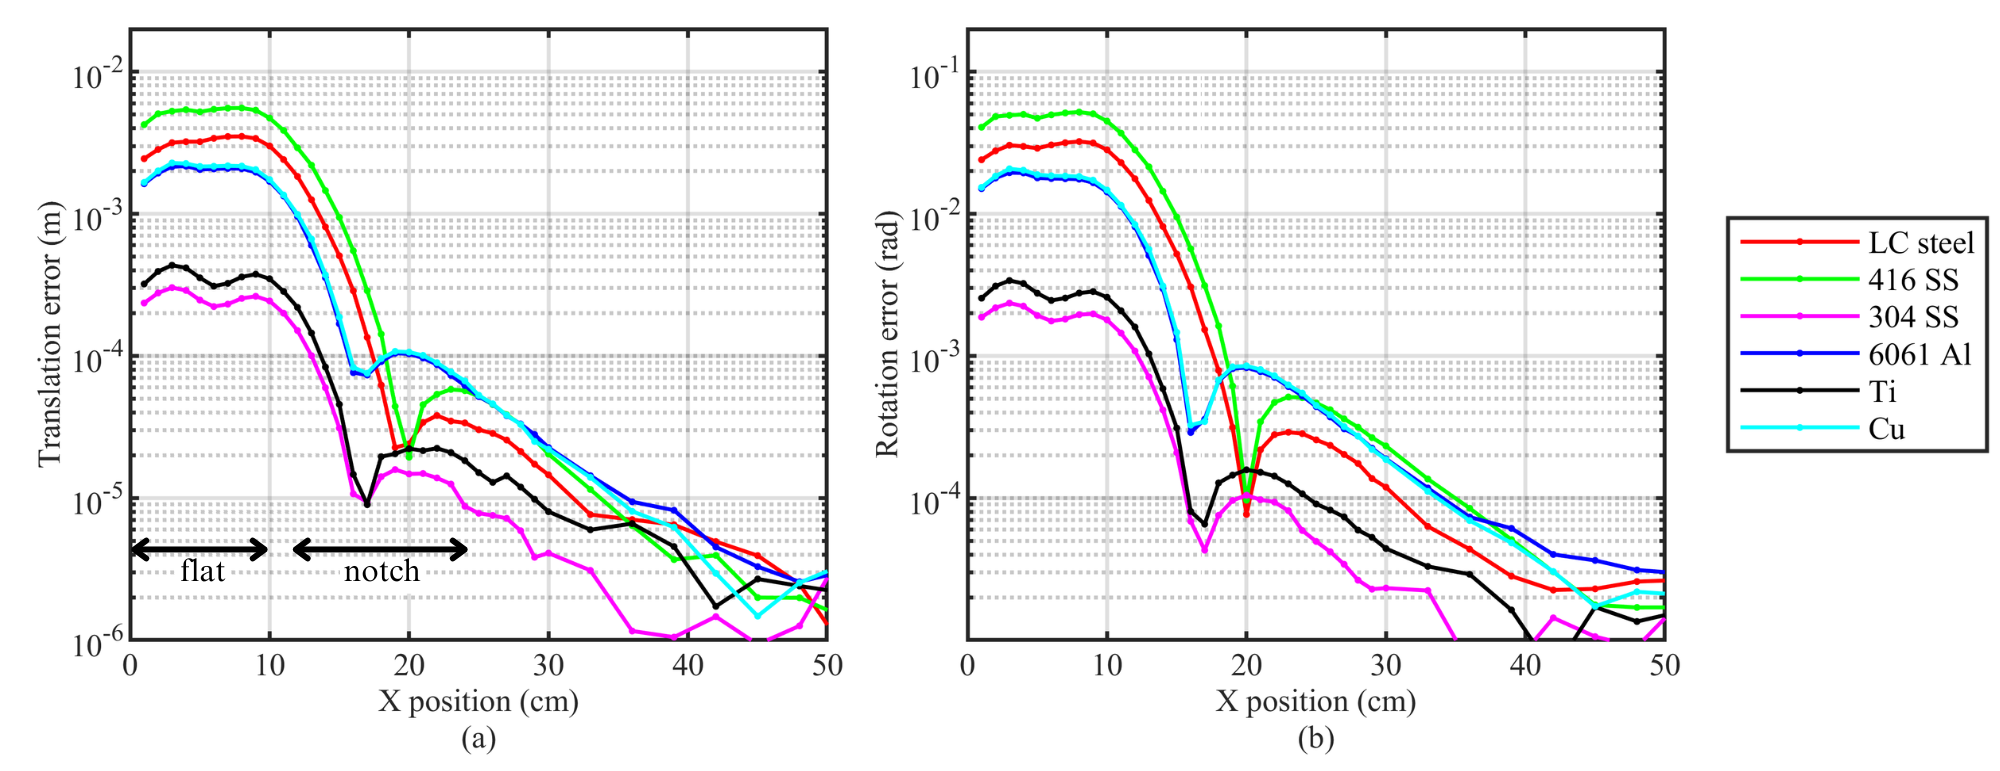 10-2
10-3
10-4
10-5
10-6
Translation error (m)
flat
notch
0 10 20 30 40 50
X position (cm)
(a)
10-1
10-2
10-3
10-4
Rotation error (rad)
0 10 20 30 40 50
X position (cm)
(b)
LC steel
416 SS
304 SS
6061 Al
Ti
Cu